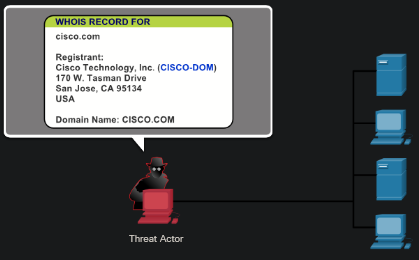 WHOIS RECORD FOR
cisco.com
Registrant:
Cisco Technology, Inc. (CISCO-DOM)
170 W. Tasman Drive
San Jose, CA 95134
USA
Domain Name: CISCO.COM
Threat Actor